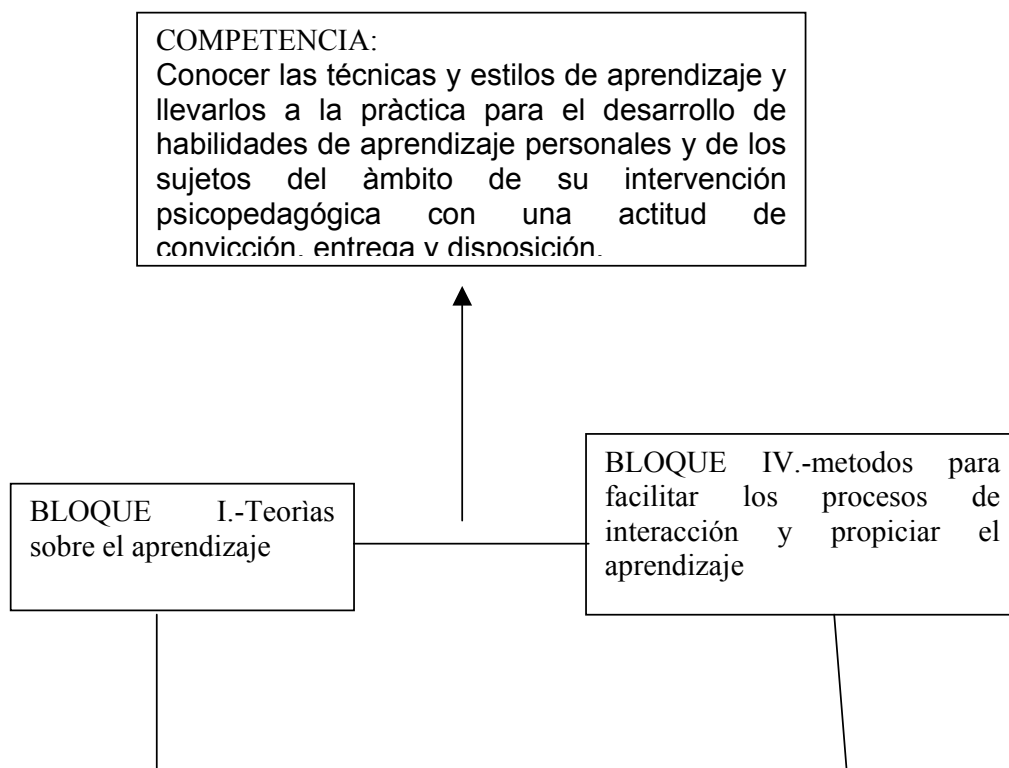 COMPETENCIA:
Conocer las técnicas y estilos de aprendizaje y
llevarlos a la pràctica para el desarrollo de
habilidades de aprendizaje personales y de los
sujetos del àmbito de su intervención
psicopedagógica con una actitud de
convicción, entrega y disposición.
BLOQUE I.-Teorìas
sobre el aprendizaje
BLOQUE IV.-metodos para
facilitar los procesos de
interacción y propiciar el
aprendizaje